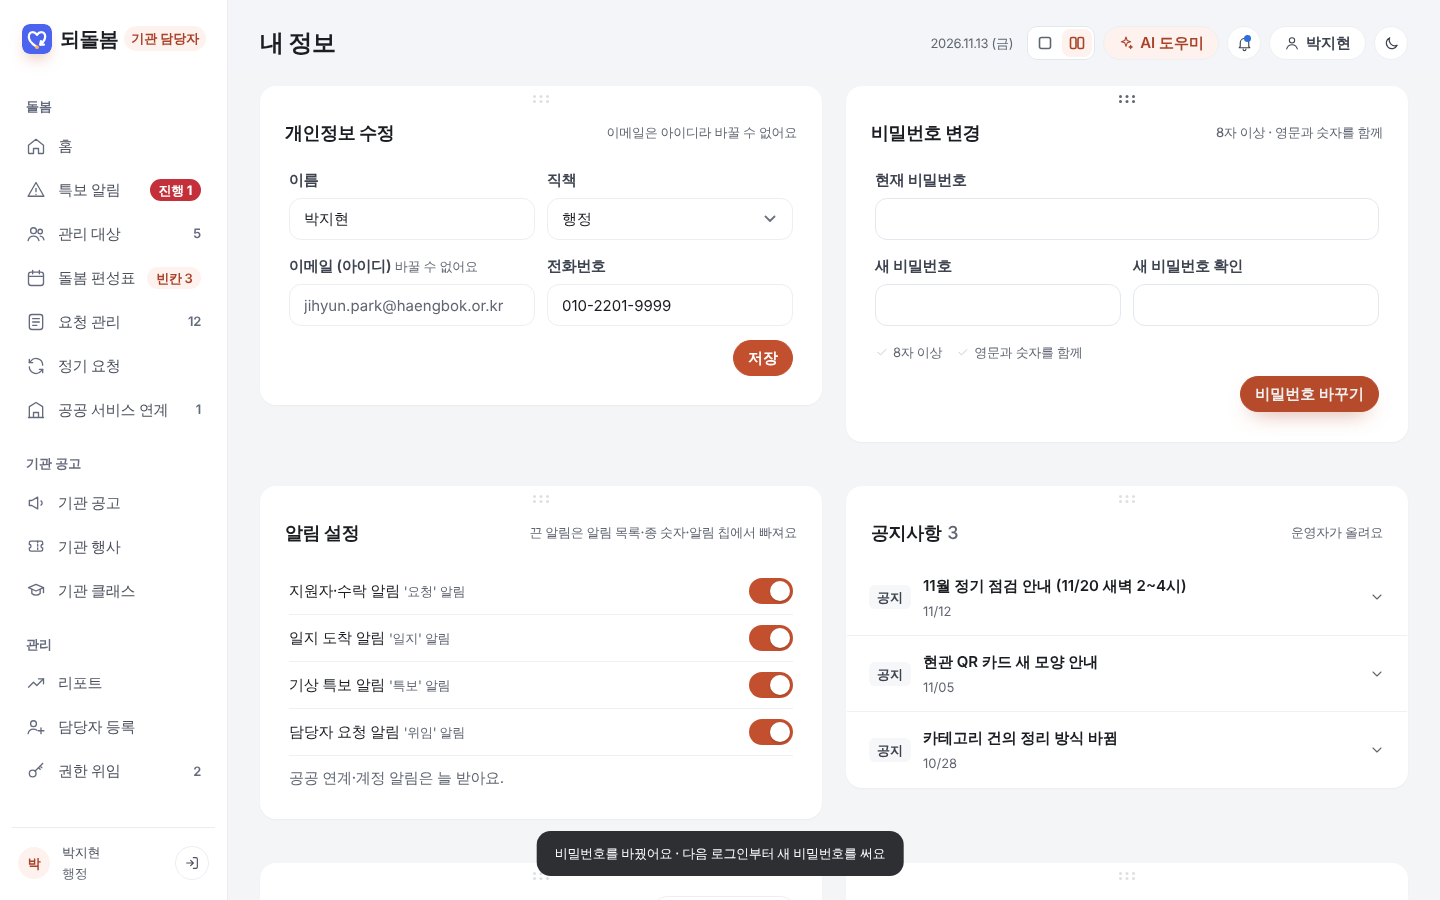 되돌봄 기관 담당자
돌봄
홈
특보 알림 진행 1
관리 대상 5
돌봄 편성표 빈칸 3
요청 관리 12
정기 요청
공공 서비스 연계 1
기관 공고
기관 공고
기관 행사
기관 클래스
관리
리포트
담당자 등록
권한 위임 2
박 박지현
행정
내 정보
2026.11.13 (금) AI 도우미 박지현
개인정보 수정 이메일은 아이디라 바꿀 수 없어요
이름 직책
박지현 행정
이메일 (아이디) 바꿀 수 없어요 전화번호
jihyun.park@haengbok.or.kr 010-2201-9999
저장
비밀번호 변경 8자 이상 · 영문과 숫자를 함께
현재 비밀번호
새 비밀번호 새 비밀번호 확인
8자 이상 영문과 숫자를 함께
비밀번호 바꾸기
알림 설정 끈 알림은 알림 목록·종 숫자·알림 칩에서 빠져요
지원자·수락 알림 '요청' 알림
일지 도착 알림 '일지' 알림
기상 특보 알림 '특보' 알림
담당자 요청 알림 '위임' 알림
공공 연계·계정 알림은 늘 받아요.
공지사항 3 운영자가 올려요
공지 11월 정기 점검 안내 (11/20 새벽 2~4시)
11/12
공지 현관 QR 카드 새 모양 안내
11/05
공지 카테고리 건의 정리 방식 바뀜
10/28
비밀번호를 바꿨어요 · 다음 로그인부터 새 비밀번호를 써요